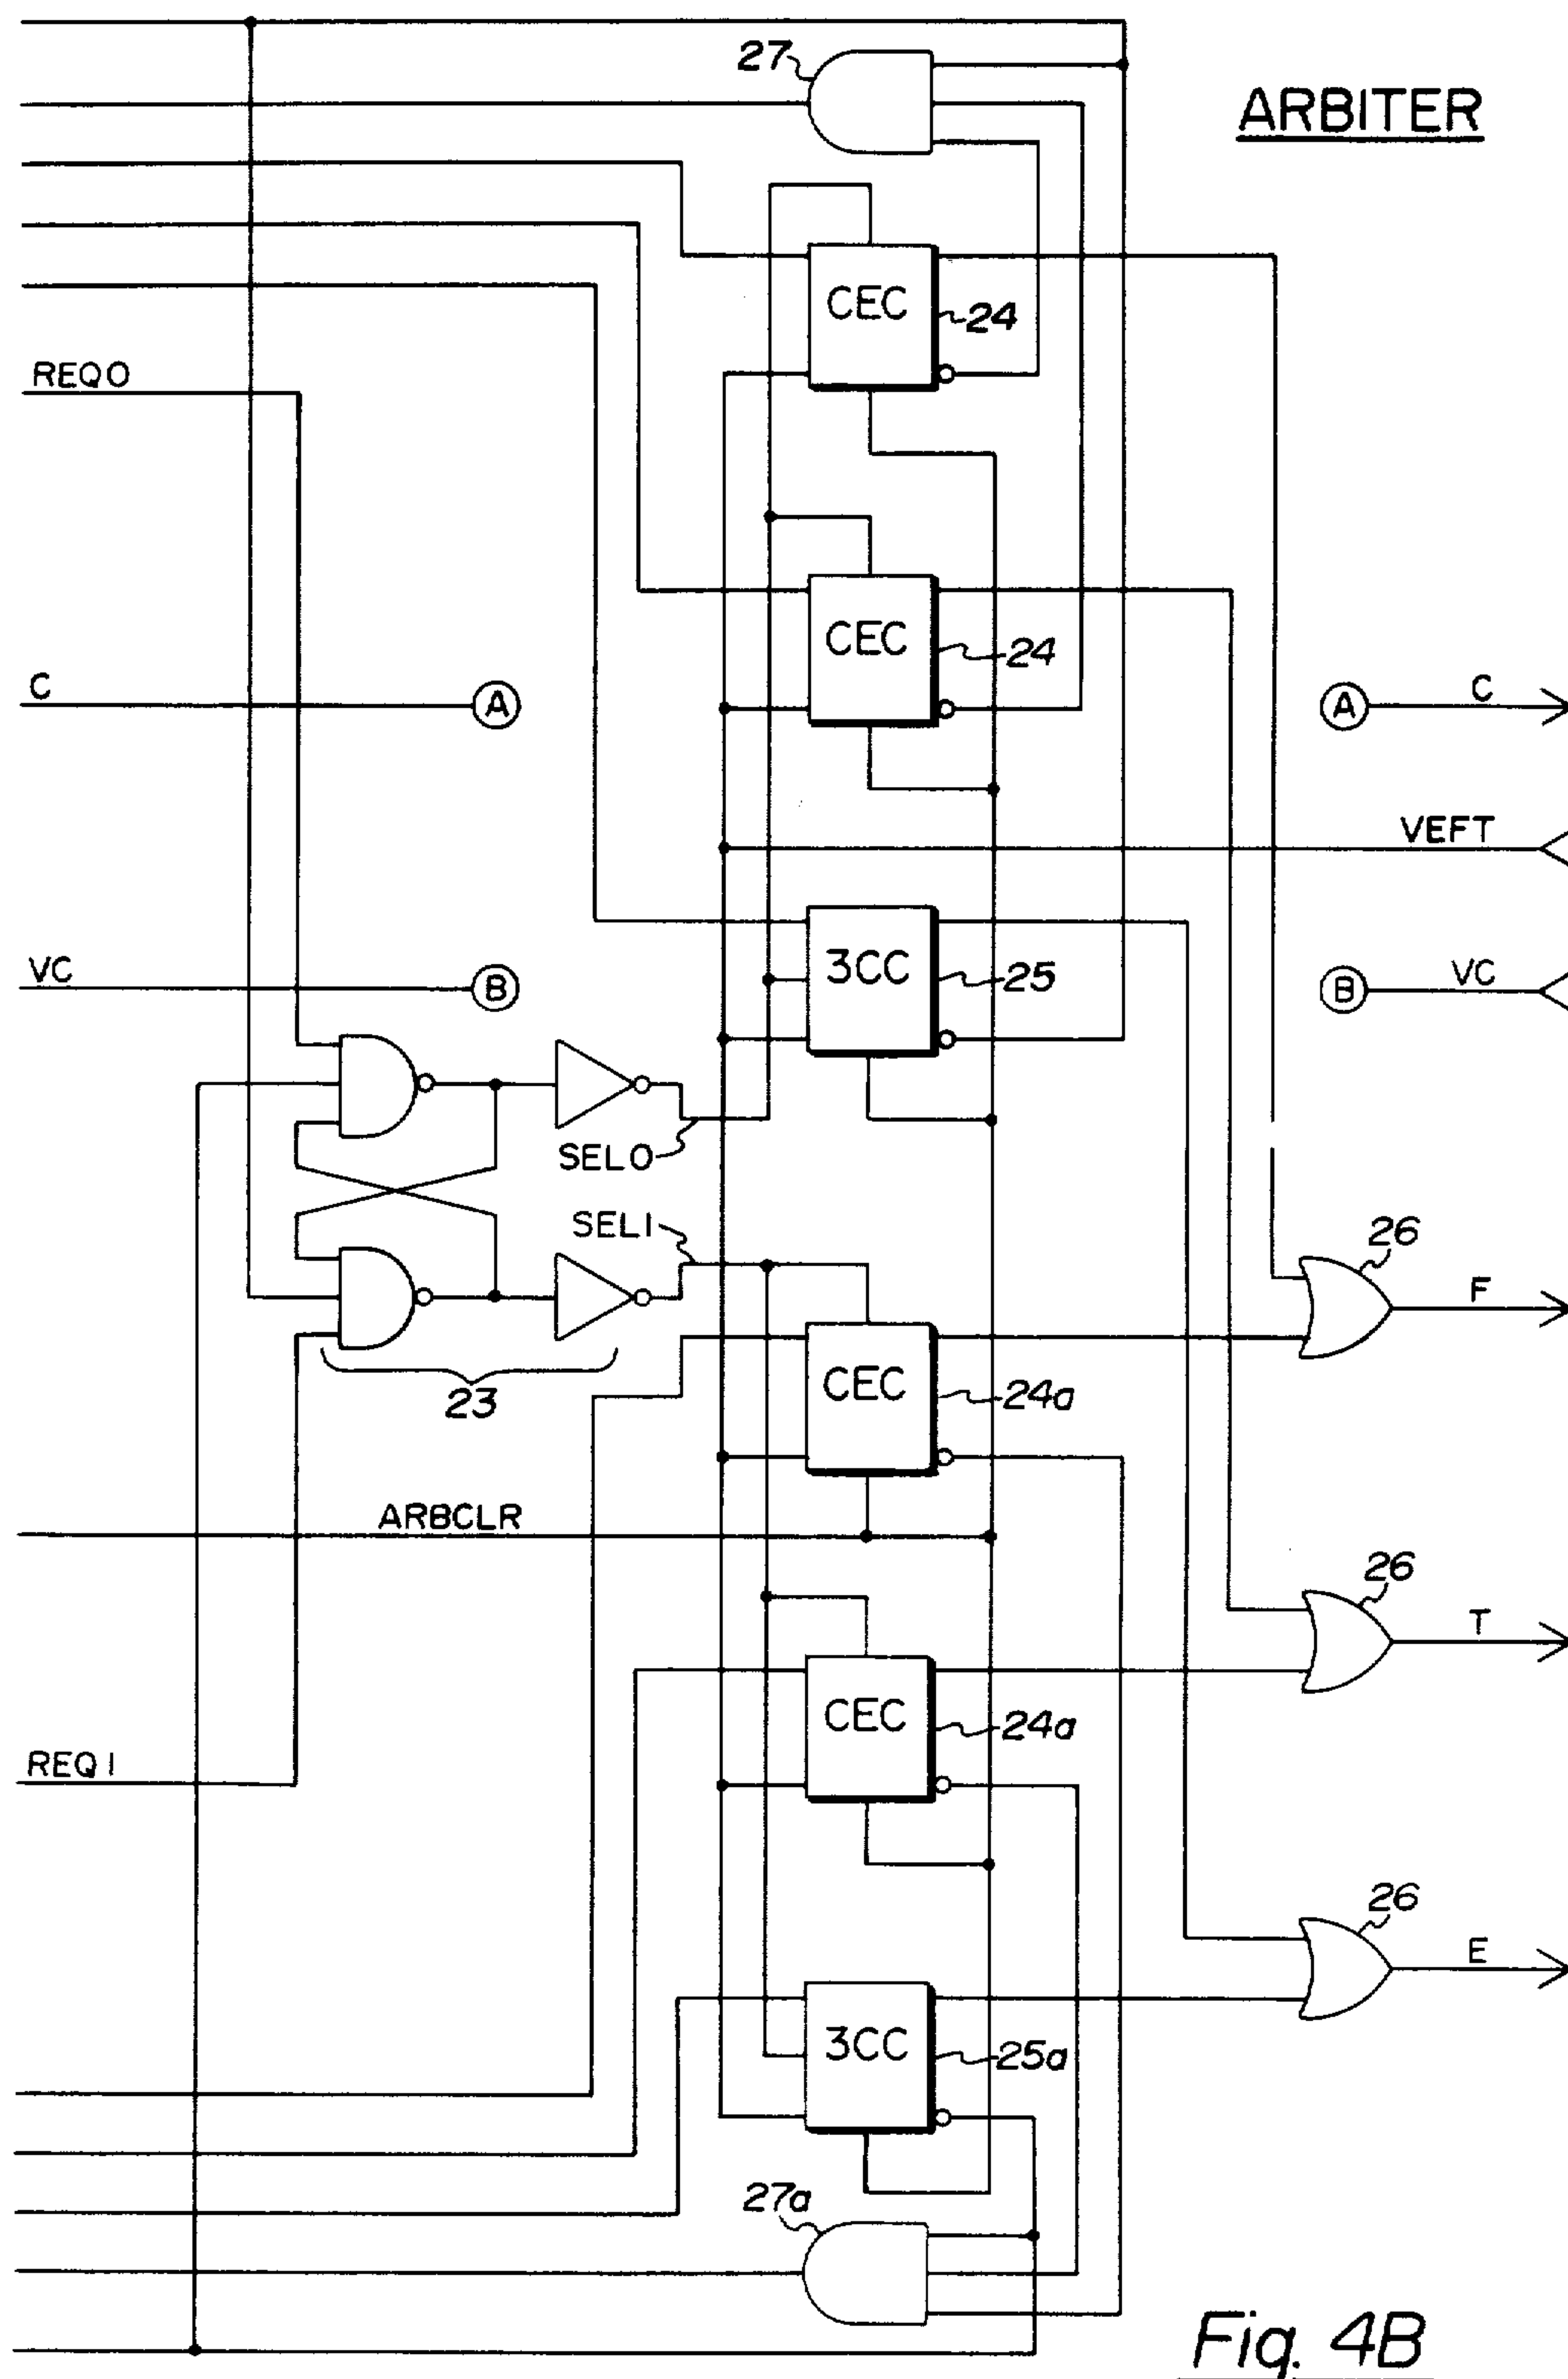 27
ARBITER
CEC
24
REQ0
CEC
24
C
A
A
C
VEFT
3CC
25
VC
B
B
VC
SEL0
SEL1
26
F
CEC
24a
23
ARBCLR
26
T
CEC
24a
REQ1
26
E
3CC
25a
27a
Fig. 4B